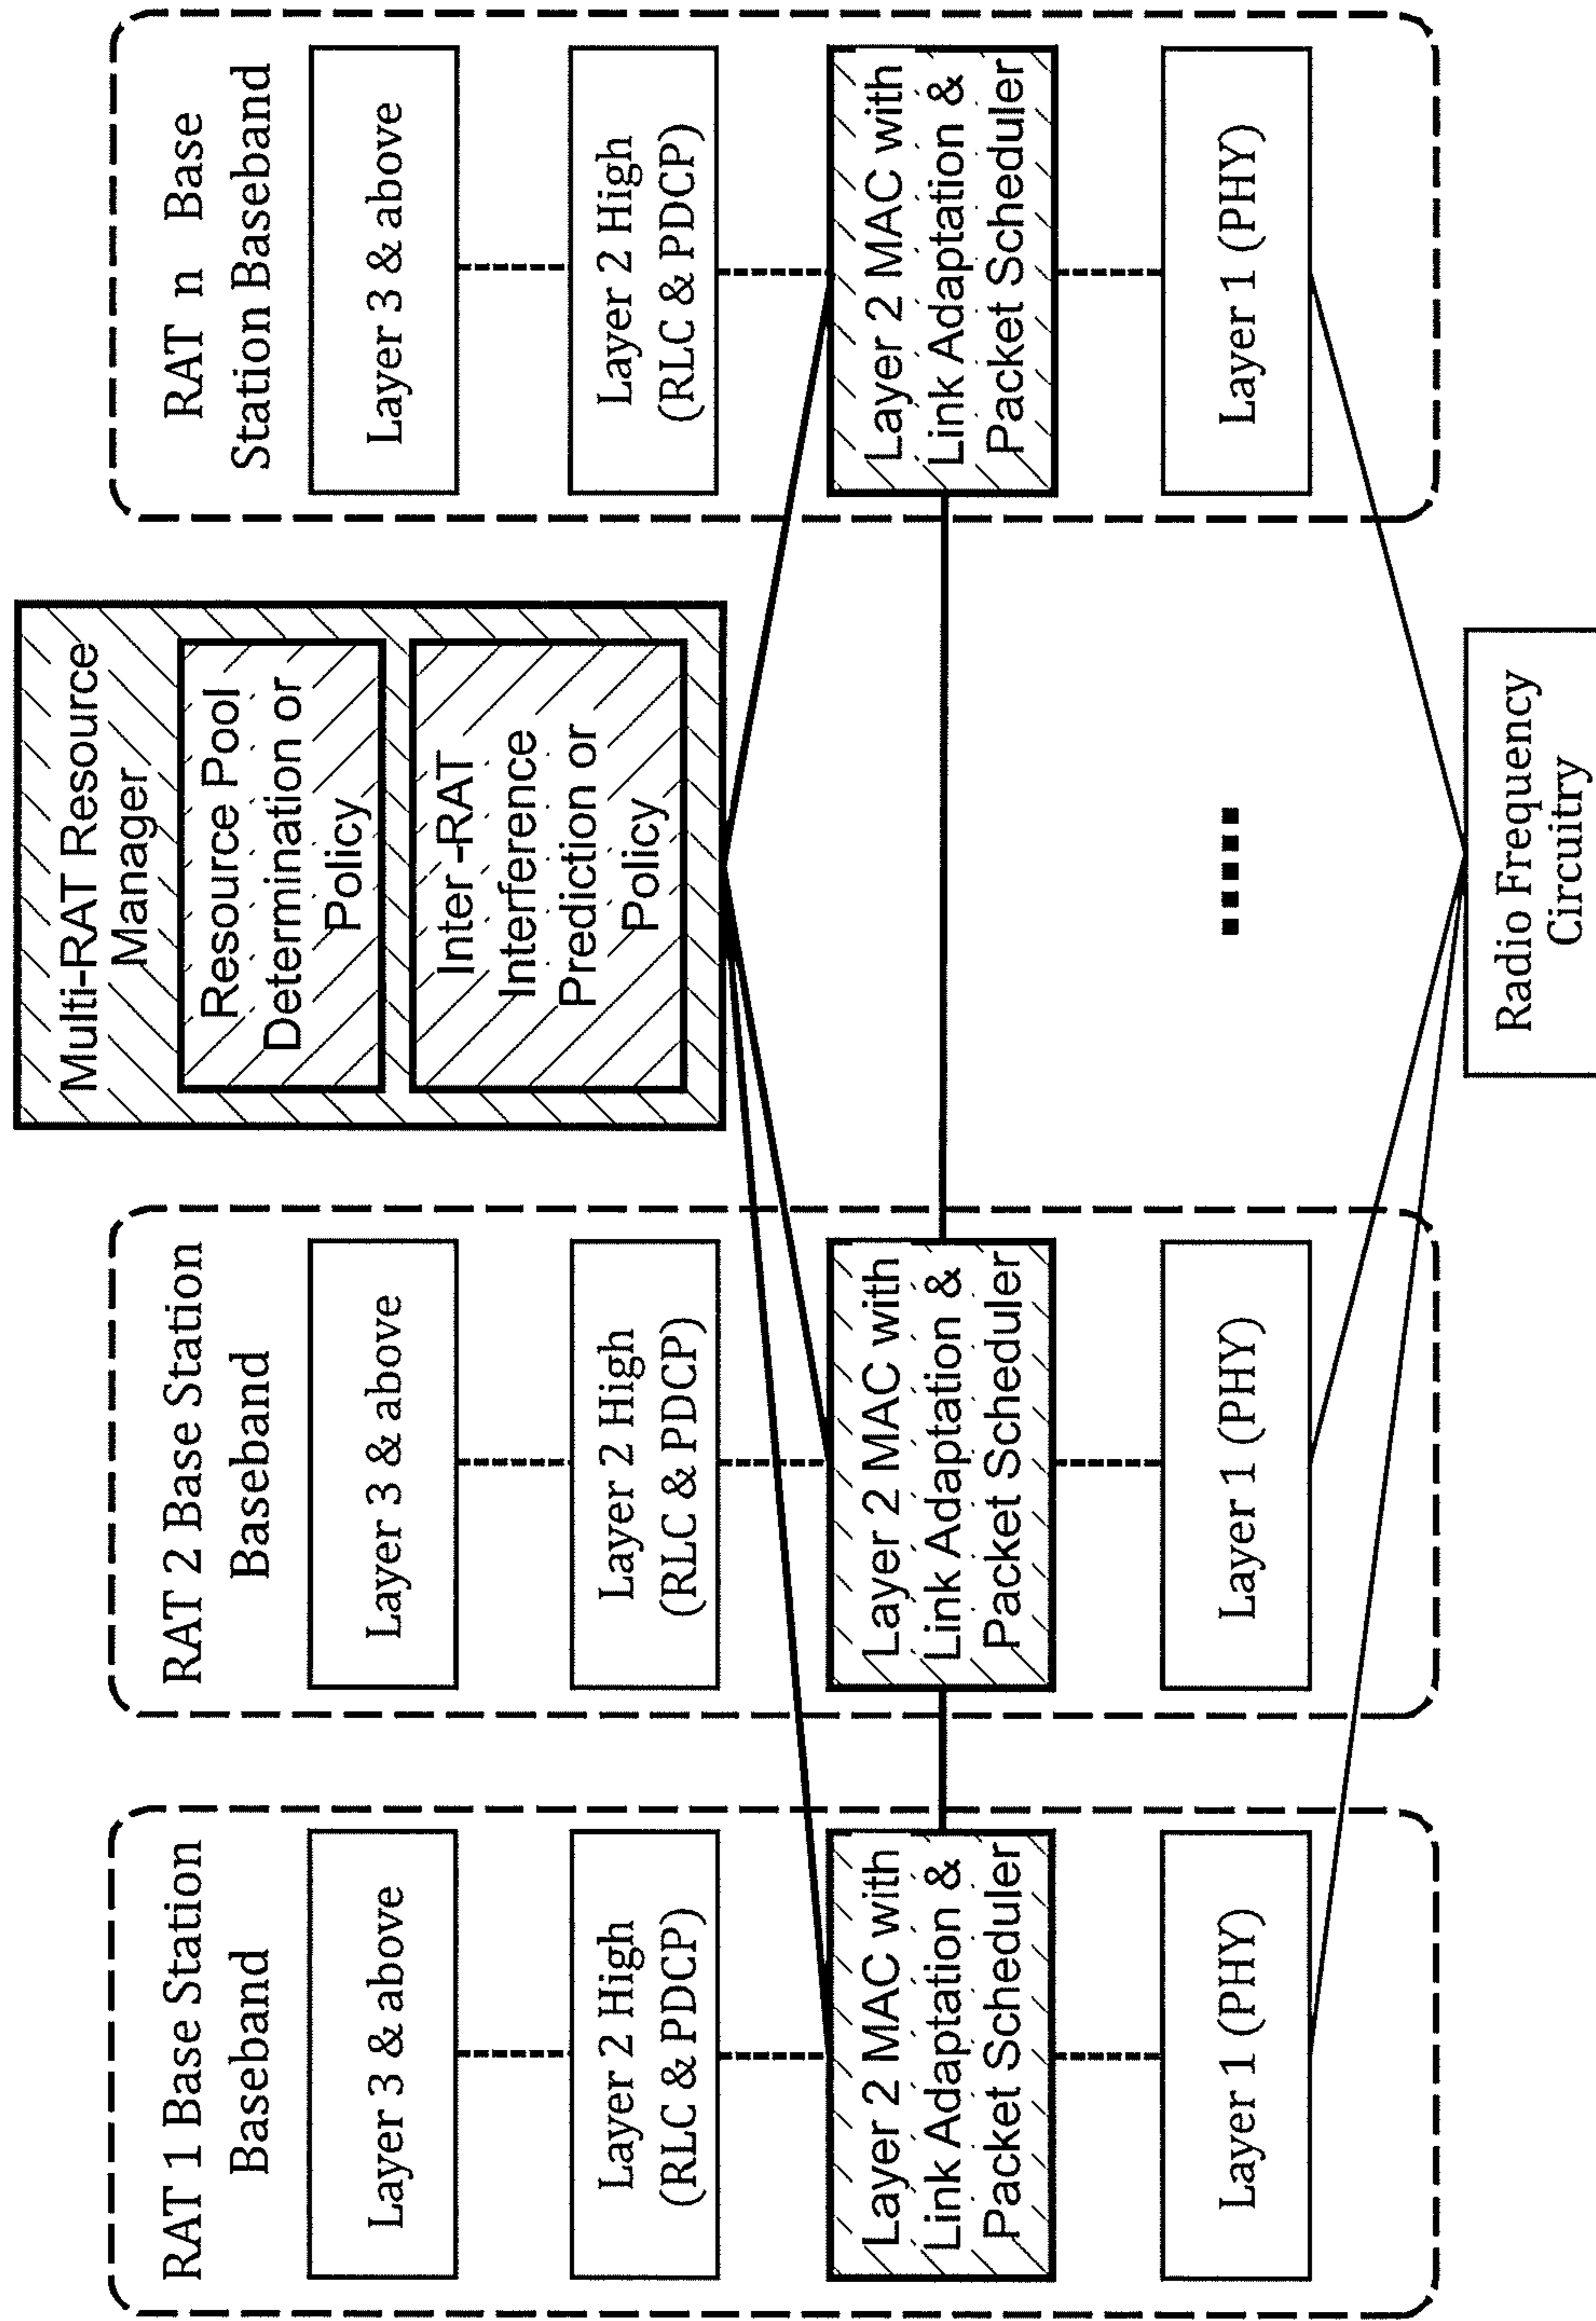 RAT 1 Base Station
Baseband
Layer 3 & above
Layer 2 High
(RLC & PDCP)
Layer 2 MAC with
Link Adaptation &
Packet Scheduler
Layer 1 (PHY)
RAT 2 Base Station
Baseband
Layer 3 & above
Layer 2 High
(RLC & PDCP)
Layer 2 MAC with
Link Adaptation &
Packet Scheduler
Layer 1 (PHY)
Multi-RAT Resource
Manager
Resource Pool
Determination or
Policy
Inter -RAT
Interference
Prediction or
Policy
RAT n Base
Station Baseband
Layer 3 & above
Layer 2 High
(RLC & PDCP)
Layer 2 MAC with
Link Adaptation &
Packet Scheduler
Layer 1 (PHY)
Radio Frequency
Circuitry